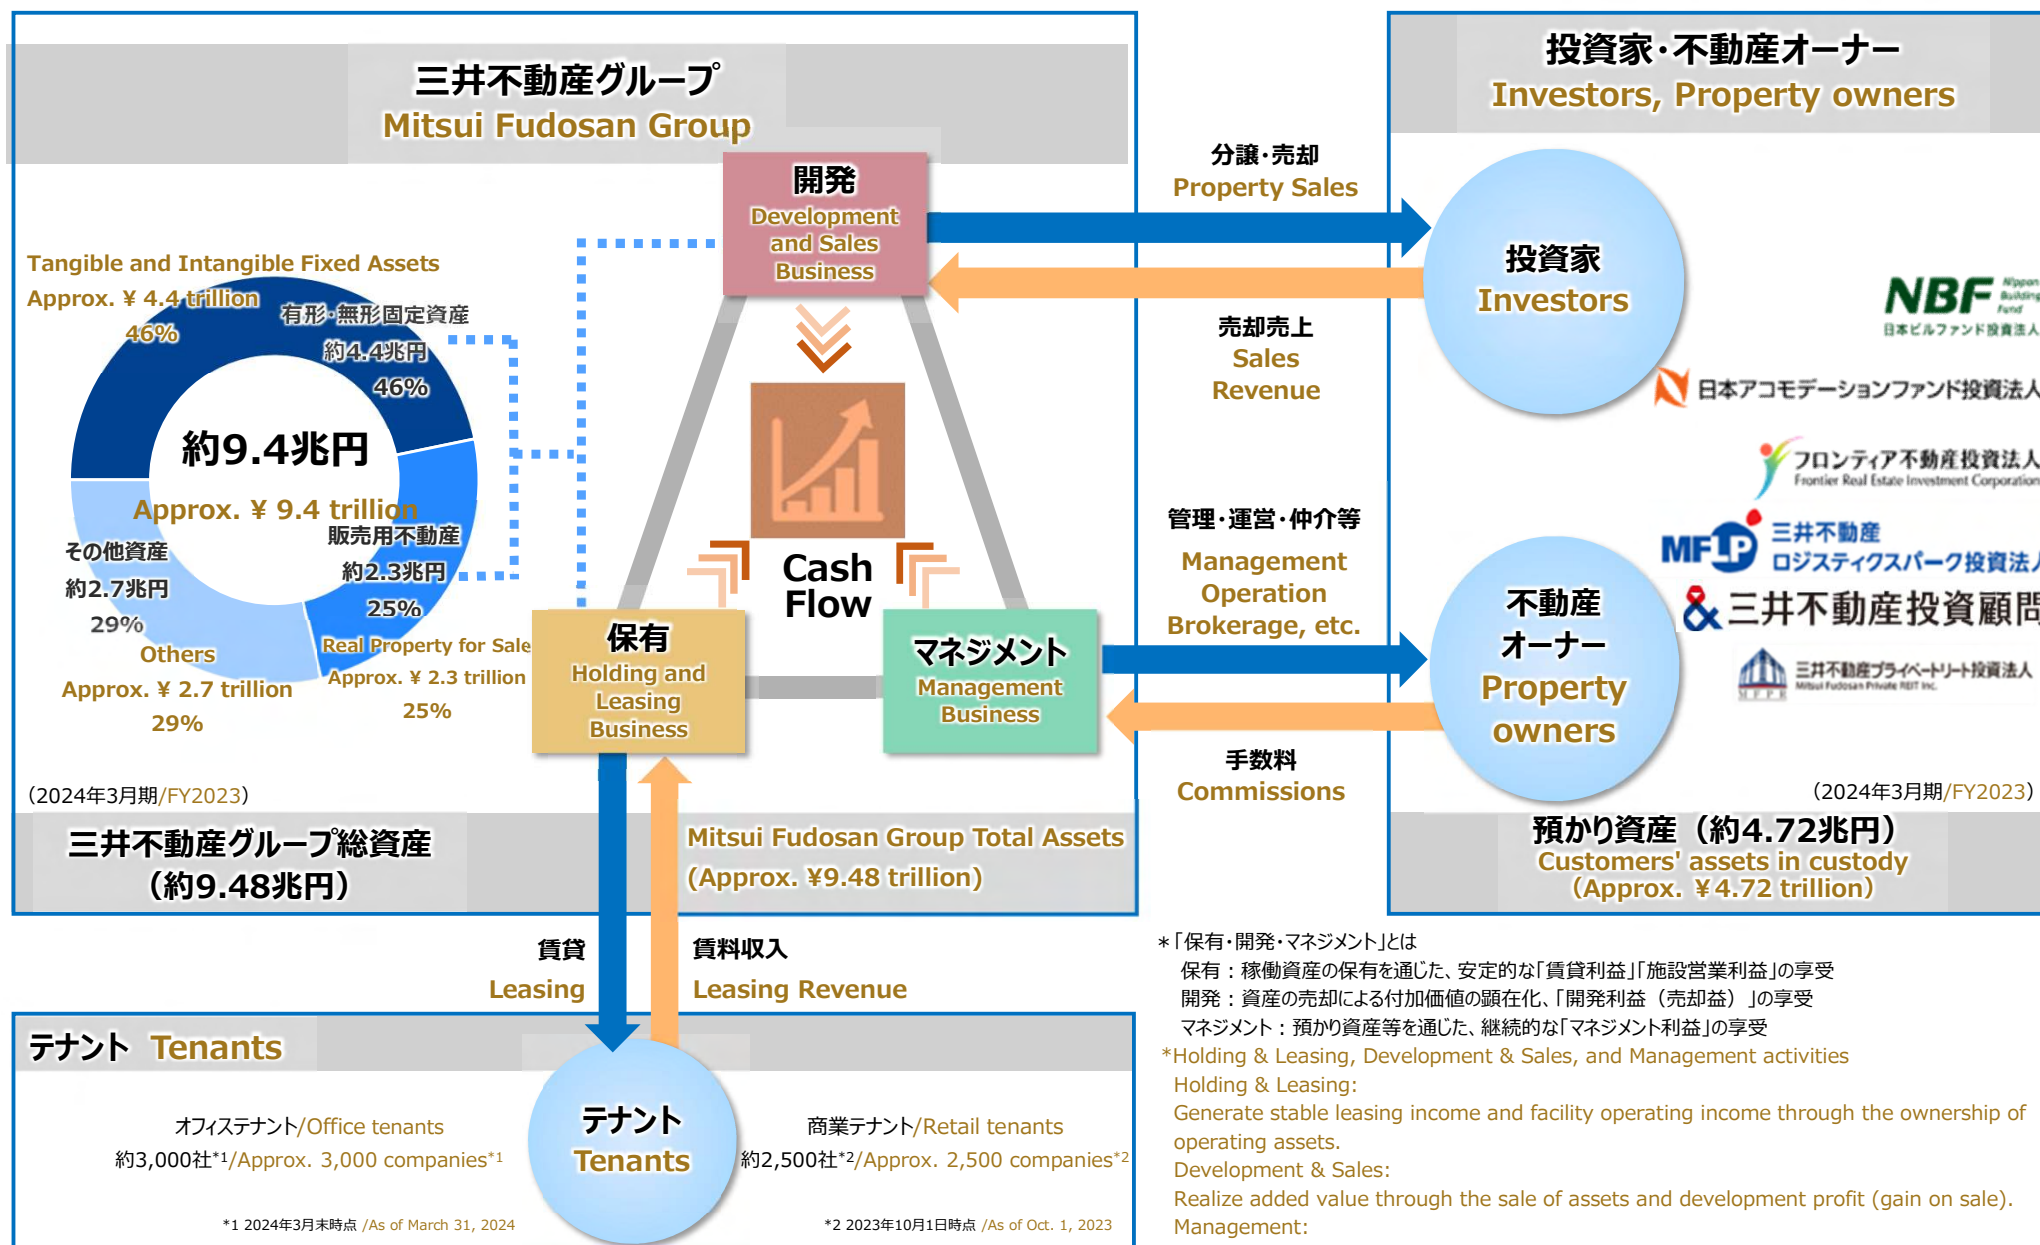 三井不動産グループ
Mitsui Fudosan Group
投資家・不動産オーナー
Investors, Property owners
開発
Development
and Sales
Business
分譲・売却
Property Sales
売却売上
Sales
Revenue
投資家
Investors
Tangible and Intangible Fixed Assets
Approx. ¥ 4.4 trillion
46%
有形・無形固定資産
約4.4兆円
46%
約9.4兆円
Approx. ¥ 9.4 trillion
販売用不動産
約2.3兆円
25%
Real Property for Sale
Approx. ¥ 2.3 trillion
25%
その他資産
約2.7兆円
29%
Others
Approx. ¥ 2.7 trillion
29%
(2024年3月期/FY2023)
Cash
Flow
保有
Holding and
Leasing
Business
マネジメント
Management
Business
管理・運営・仲介等
Management
Operation
Brokerage, etc.
手数料
Commissions
不動産
オーナー
Property
owners
NBF Nippon
Building
Fund
日本ビルファンド投資法人
日本アコモデーションファンド投資法人
フロンティア不動産投資法人
Frontier Real Estate Investment Corporation
MFLP 三井不動産
ロジスティクスパーク投資法人
& 三井不動産投資顧問
三井不動産プライベートリート投資法人
Mitsui Fudosan Private REIT Inc.
MFPR
(2024年3月期/FY2023)
三井不動産グループ総資産
（約9.48兆円）
Mitsui Fudosan Group Total Assets
(Approx. ¥9.48 trillion)
預かり資産（約4.72兆円）
Customers' assets in custody
(Approx. ¥4.72 trillion)
賃貸
Leasing
賃料収入
Leasing Revenue
テナント Tenants
テナント
Tenants
オフィステナント/Office tenants
約3,000社*1/Approx. 3,000 companies*1
*1 2024年3月末時点 /As of March 31, 2024
商業テナント/Retail tenants
約2,500社*2/Approx. 2,500 companies*2
*2 2023年10月1日時点 /As of Oct. 1, 2023
＊「保有・開発・マネジメント」とは
保有：稼働資産の保有を通じた、安定的な「賃貸利益」「施設営業利益」の享受
開発：資産の売却による付加価値の顕在化、「開発利益（売却益）」の享受
マネジメント：預かり資産等を通じた、継続的な「マネジメント利益」の享受
*Holding & Leasing, Development & Sales, and Management activities
Holding & Leasing:
Generate stable leasing income and facility operating income through the ownership of
operating assets.
Development & Sales:
Realize added value through the sale of assets and development profit (gain on sale).
Management: